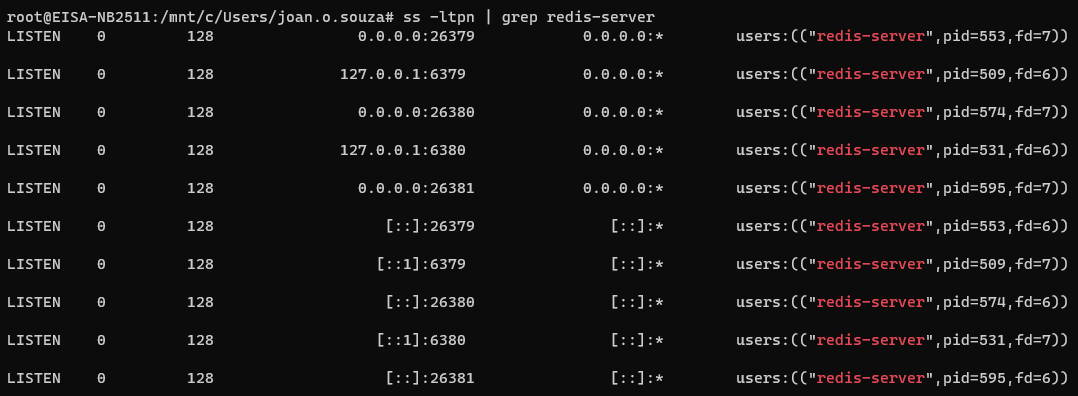 root@EISA-NB2511:/mnt/c/Users/joan.o.souza# ss -ltpn | grep redis-server
LISTEN 0 128 0.0.0.0:26379 0.0.0.0:* users:(("redis-server",pid=553,fd=7))
LISTEN 0 128 127.0.0.1:6379 0.0.0.0:* users:(("redis-server",pid=509,fd=6))
LISTEN 0 128 0.0.0.0:26380 0.0.0.0:* users:(("redis-server",pid=574,fd=7))
LISTEN 0 128 127.0.0.1:6380 0.0.0.0:* users:(("redis-server",pid=531,fd=6))
LISTEN 0 128 0.0.0.0:26381 0.0.0.0:* users:(("redis-server",pid=595,fd=7))
LISTEN 0 128 [::]:26379 [::]:* users:(("redis-server",pid=553,fd=6))
LISTEN 0 128 [::1]:6379 [::]:* users:(("redis-server",pid=509,fd=7))
LISTEN 0 128 [::]:26380 [::]:* users:(("redis-server",pid=574,fd=6))
LISTEN 0 128 [::1]:6380 [::]:* users:(("redis-server",pid=531,fd=7))
LISTEN 0 128 [::]:26381 [::]:* users:(("redis-server",pid=595,fd=6))